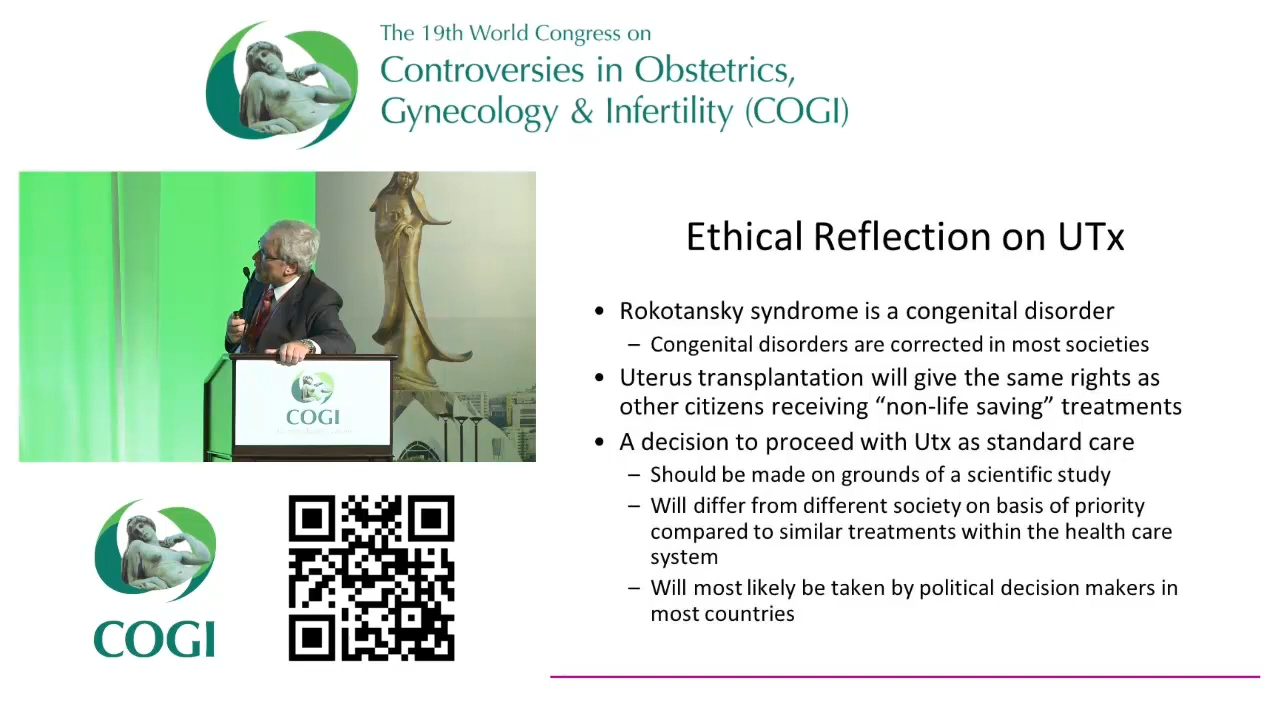 The 19th World Congress on
Controversies in Obstetrics,
Gynecology & Infertility (COGI)
COGI
COGI
Ethical Reflection on UTx
• Rokotansky syndrome is a congenital disorder
– Congenital disorders are corrected in most societies
• Uterus transplantation will give the same rights as
other citizens receiving “non-life saving” treatments
• A decision to proceed with Utx as standard care
– Should be made on grounds of a scientific study
– Will differ from different society on basis of priority
compared to similar treatments within the health care
system
– Will most likely be taken by political decision makers in
most countries